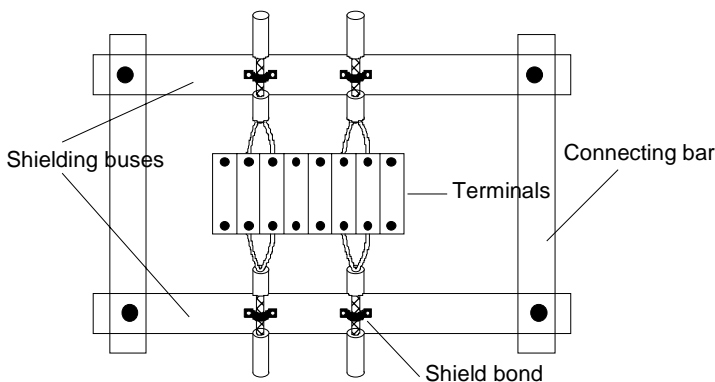 Shielding buses
Connecting bar
Terminals
Shield bond